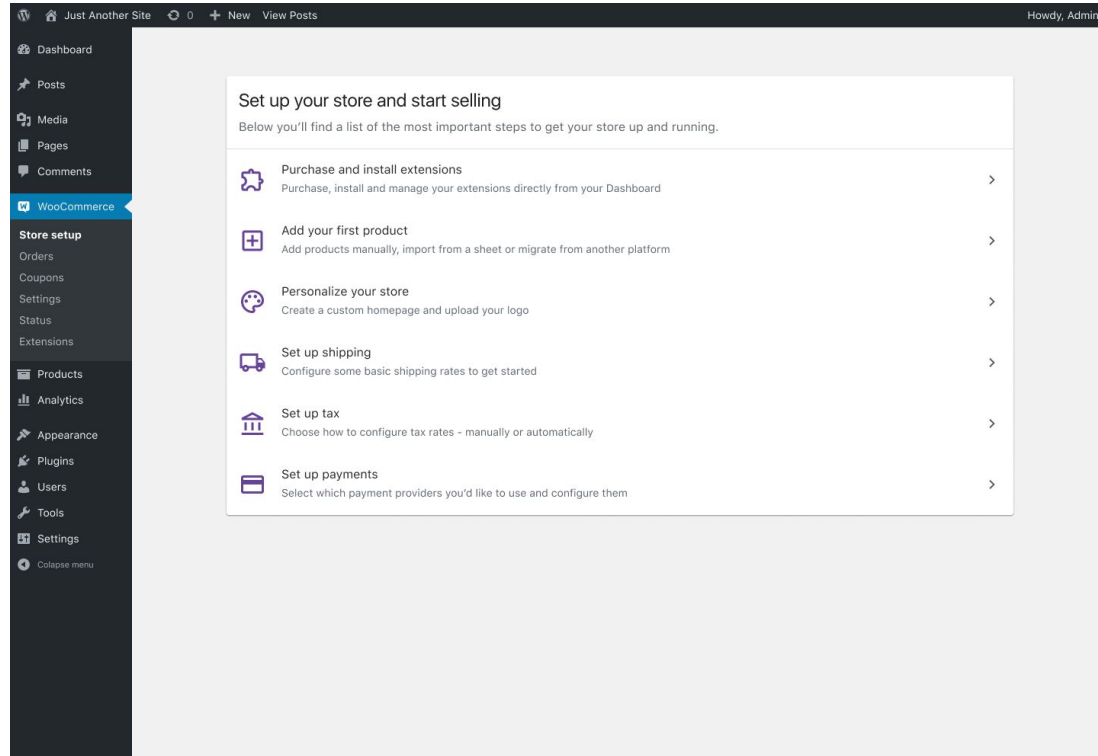 Just Another Site 0 New View Posts Howdy, Admin
Dashboard
Posts
Media
Pages
Comments
WooCommerce
Store setup
Orders
Coupons
Settings
Status
Extensions
Products
Analytics
Appearance
Plugins
Users
Tools
Settings
Colapse menu
Set up your store and start selling
Below you'll find a list of the most important steps to get your store up and running.
Purchase and install extensions
Purchase, install and manage your extensions directly from your Dashboard
Add your first product
Add products manually, import from a sheet or migrate from another platform
Personalize your store
Create a custom homepage and upload your logo
Set up shipping
Configure some basic shipping rates to get started
Set up tax
Choose how to configure tax rates – manually or automatically
Set up payments
Select which payment providers you'd like to use and configure them